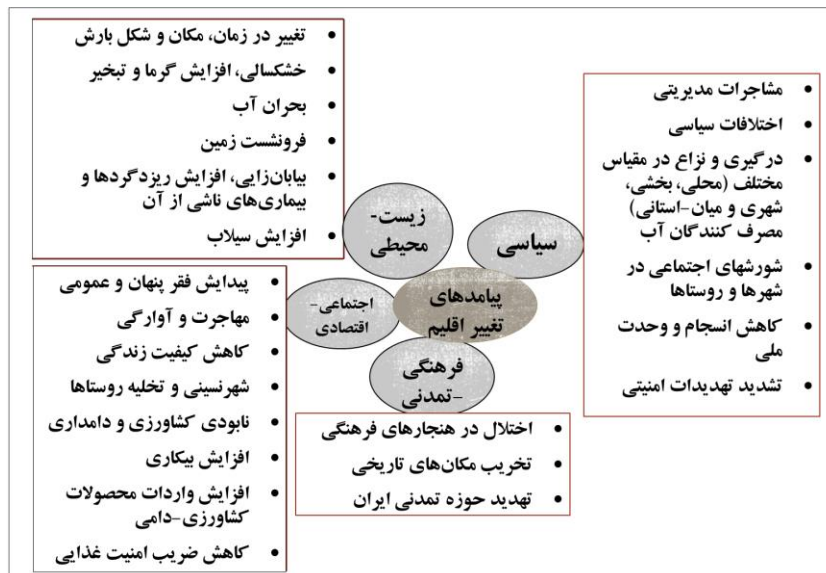 • تغییر در زمان، مکان و شکل بارش
• خشکسالی، افزایش گرما و تبخیر
• بحران آب
• فرونشست زمین
• بیابان‌زایی، افزایش ریزدگردها و
بیماری‌های ناشی از آن
• افزایش سیلاب
• مشاجرات مدیریتی
• اختلافات سیاسی
• درگیری و نزاع در مقیاس
مختلف (محلی، بخشی،
شهری و میان-استانی)
مصرف کنندگان آب
• شورشهای اجتماعی در
شهرها و روستاها
• کاهش انسجام و وحدت
ملی
• تشدید تهدیدات امنیتی
زیست-
محیطی
سیاسی
پیامدهای
تغییر اقلیم
اجتماعی-
اقتصادی
فرهنگی
-تمدنی
• پیدایش فقر پنهان و عمومی
• مهاجرت و آوارگی
• کاهش کیفیت زندگی
• شهرنسینی و تخلیه روستاها
• نابودی کشاورزی و دامداری
• افزایش بیکاری
• افزایش واردات محصولات
کشاورزی-دامی
• کاهش ضریب امنیت غذایی
• اختلال در هنجارهای فرهنگی
• تخریب مکان‌های تاریخی
• تهدید حوزه تمدنی ایران